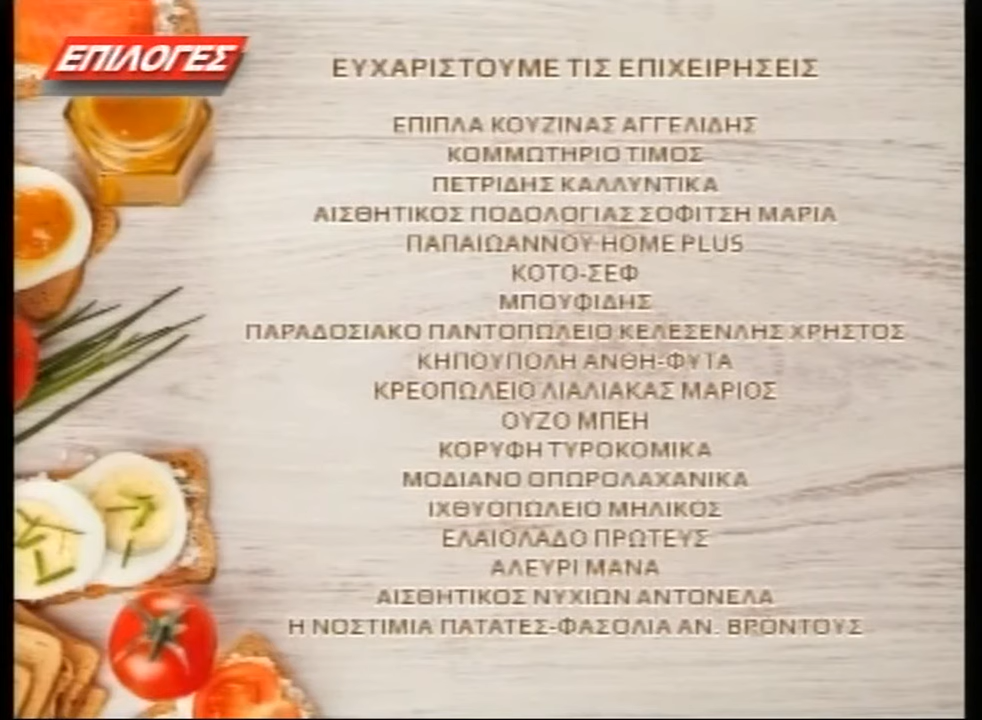 ΕΠΙΛΟΓΕΣ
ΕΥΧΑΡΙΣΤΟΥΜΕ ΤΙΣ ΕΠΙΧΕΙΡΗΣΕΙΣ
ΕΠΙΠΛΑ ΚΟΥΖΙΝΑΣ ΑΓΓΕΛΙΔΗΣ
ΚΟΜΜΩΤΗΡΙΟ ΤΙΜΟΣ
ΠΕΤΡΙΔΗΣ ΚΑΛΛΥΝΤΙΚΑ
ΑΙΣΘΗΤΙΚΟΣ ΠΟΔΟΛΟΓΙΑΣ ΣΟΦΙΤΣΗ ΜΑΡΙΑ
ΠΑΠΑΙΩΑΝΝΟΥ-HOME PLUS
ΚΟΤΟ-ΣΕΦ
ΜΠΟΥΦΙΔΗΣ
ΠΑΡΑΔΟΣΙΑΚΟ ΠΑΝΤΟΠΩΛΕΙΟ ΚΕΛΕΣΕΝΛΗΣ ΧΡΗΣΤΟΣ
ΚΗΠΟΥΠΟΛΗ ΑΝΘΗ-ΦΥΤΑ
ΚΡΕΟΠΩΛΕΙΟ ΛΙΑΛΙΑΚΑΣ ΜΑΡΙΟΣ
ΟΥΖΟ ΜΠΕΗ
ΚΟΡΥΦΗ ΤΥΡΟΚΟΜΙΚΑ
ΜΟΔΙΑΝΟ ΟΠΩΡΟΛΑΧΑΝΙΚΑ
ΙΧΘΥΟΠΩΛΕΙΟ ΜΗΛΙΚΟΣ
ΕΛΑΙΟΛΑΔΟ ΠΡΩΤΕΥΣ
ΑΛΕΥΡΙ ΜΑΝΑ
ΑΙΣΘΗΤΙΚΟΣ ΝΥΧΙΩΝ ΑΝΤΟΝΕΛΑ
Η ΝΟΣΤΙΜΙΑ ΠΑΤΑΤΕΣ-ΦΑΣΟΛΙΑ ΑΝ. ΒΡΟΝΤΟΥΣ